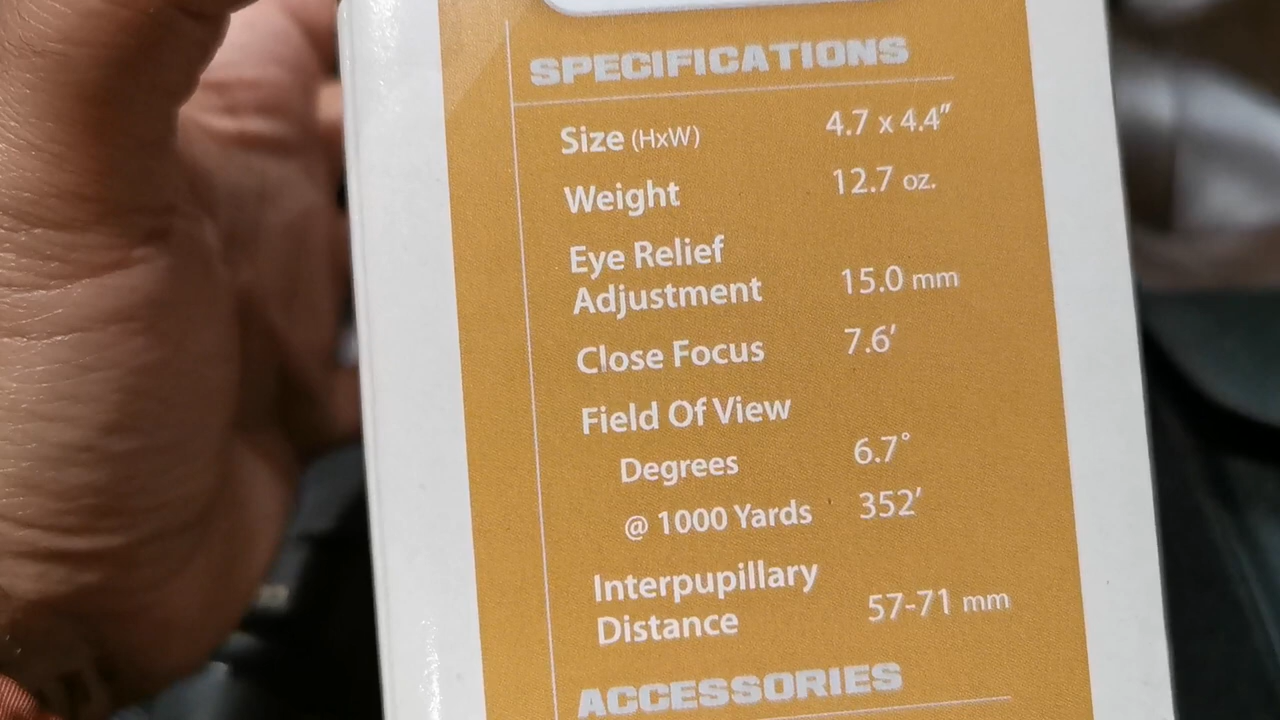 SPECIFICATIONS
Size (HxW) 4.7 x 4.4″
Weight 12.7 oz.
Eye Relief
Adjustment 15.0 mm
Close Focus 7.6′
Field Of View
Degrees 6.7°
@ 1000 Yards 352′
Interpupillary
Distance 57-71 mm
ACCESSORIES